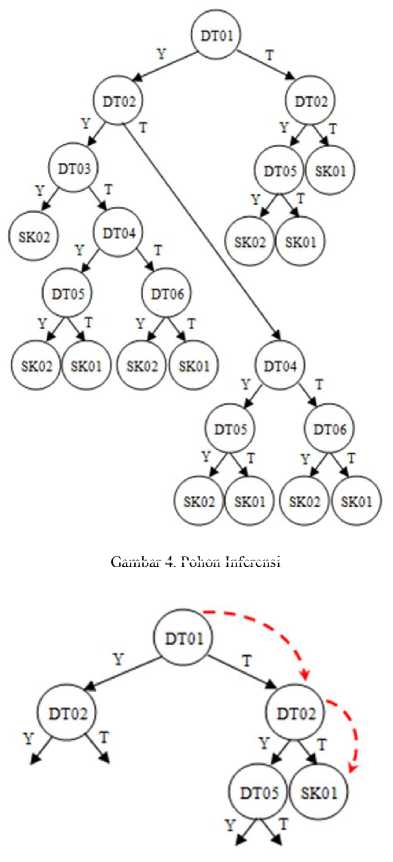 DT01
Y T
DT02 DT02
Y T Y T
DT03 DT05 SK01
Y T Y T
SK02 DT04 SK02 SK01
Y T
DT05 DT06
Y T Y T
SK02 SK01 SK02 SK01
DT04
Y T
DT05 DT06
Y T Y T
SK02 SK01 SK02 SK01
Gambar 4. Pohon Inferensi
DT01
Y T
DT02 DT02
Y T Y T
DT05 SK01
Y T